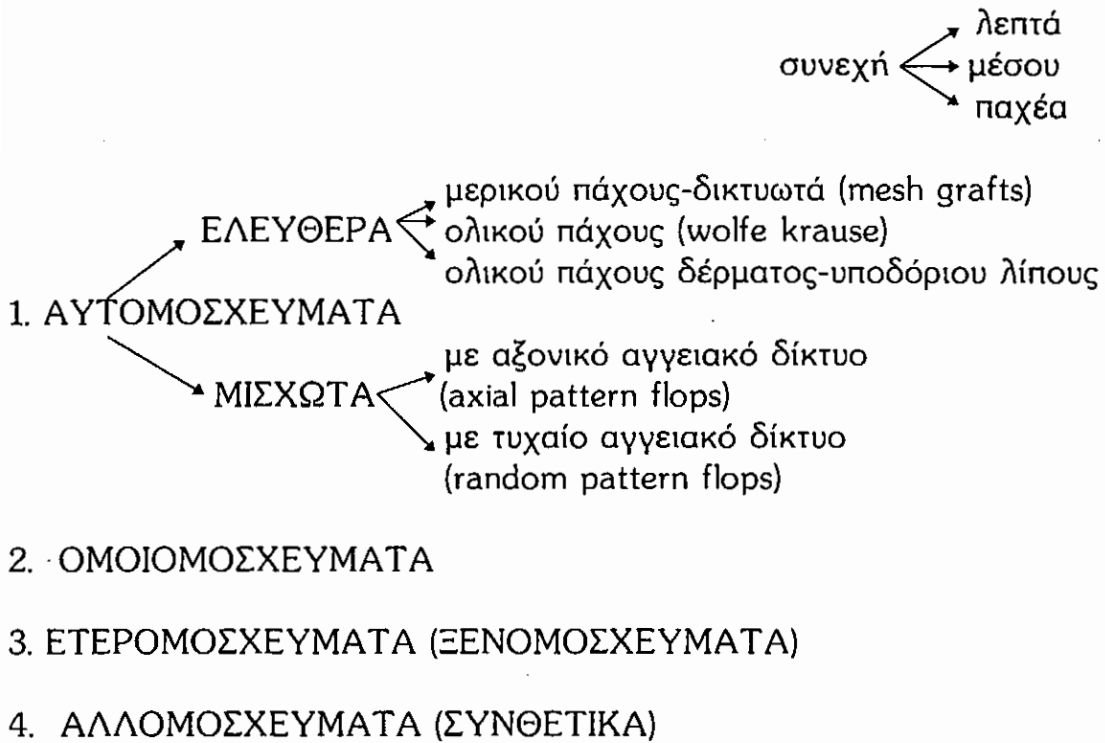 λεπτά
συνεχή μέσου
παχέα
μερικού πάχους-δικτυωτά (mesh grafts)
ΕΛΕΥΘΕΡΑ ολικού πάχους (wolfe krause)
ολικού πάχους δέρματος-υποδόριου λίπους
1. ΑΥΤΟΜΟΣΧΕΥΜΑΤΑ
με αξονικό αγγειακό δίκτυο
ΜΙΣΧΩΤΑ (axial pattern flops)
με τυχαίο αγγειακό δίκτυο
(random pattern flops)
2. ΟΜΟΙΟΜΟΣΧΕΥΜΑΤΑ
3. ΕΤΕΡΟΜΟΣΧΕΥΜΑΤΑ (ΞΕΝΟΜΟΣΧΕΥΜΑΤΑ)
4. ΑΛΛΟΜΟΣΧΕΥΜΑΤΑ (ΣΥΝΘΕΤΙΚΑ)